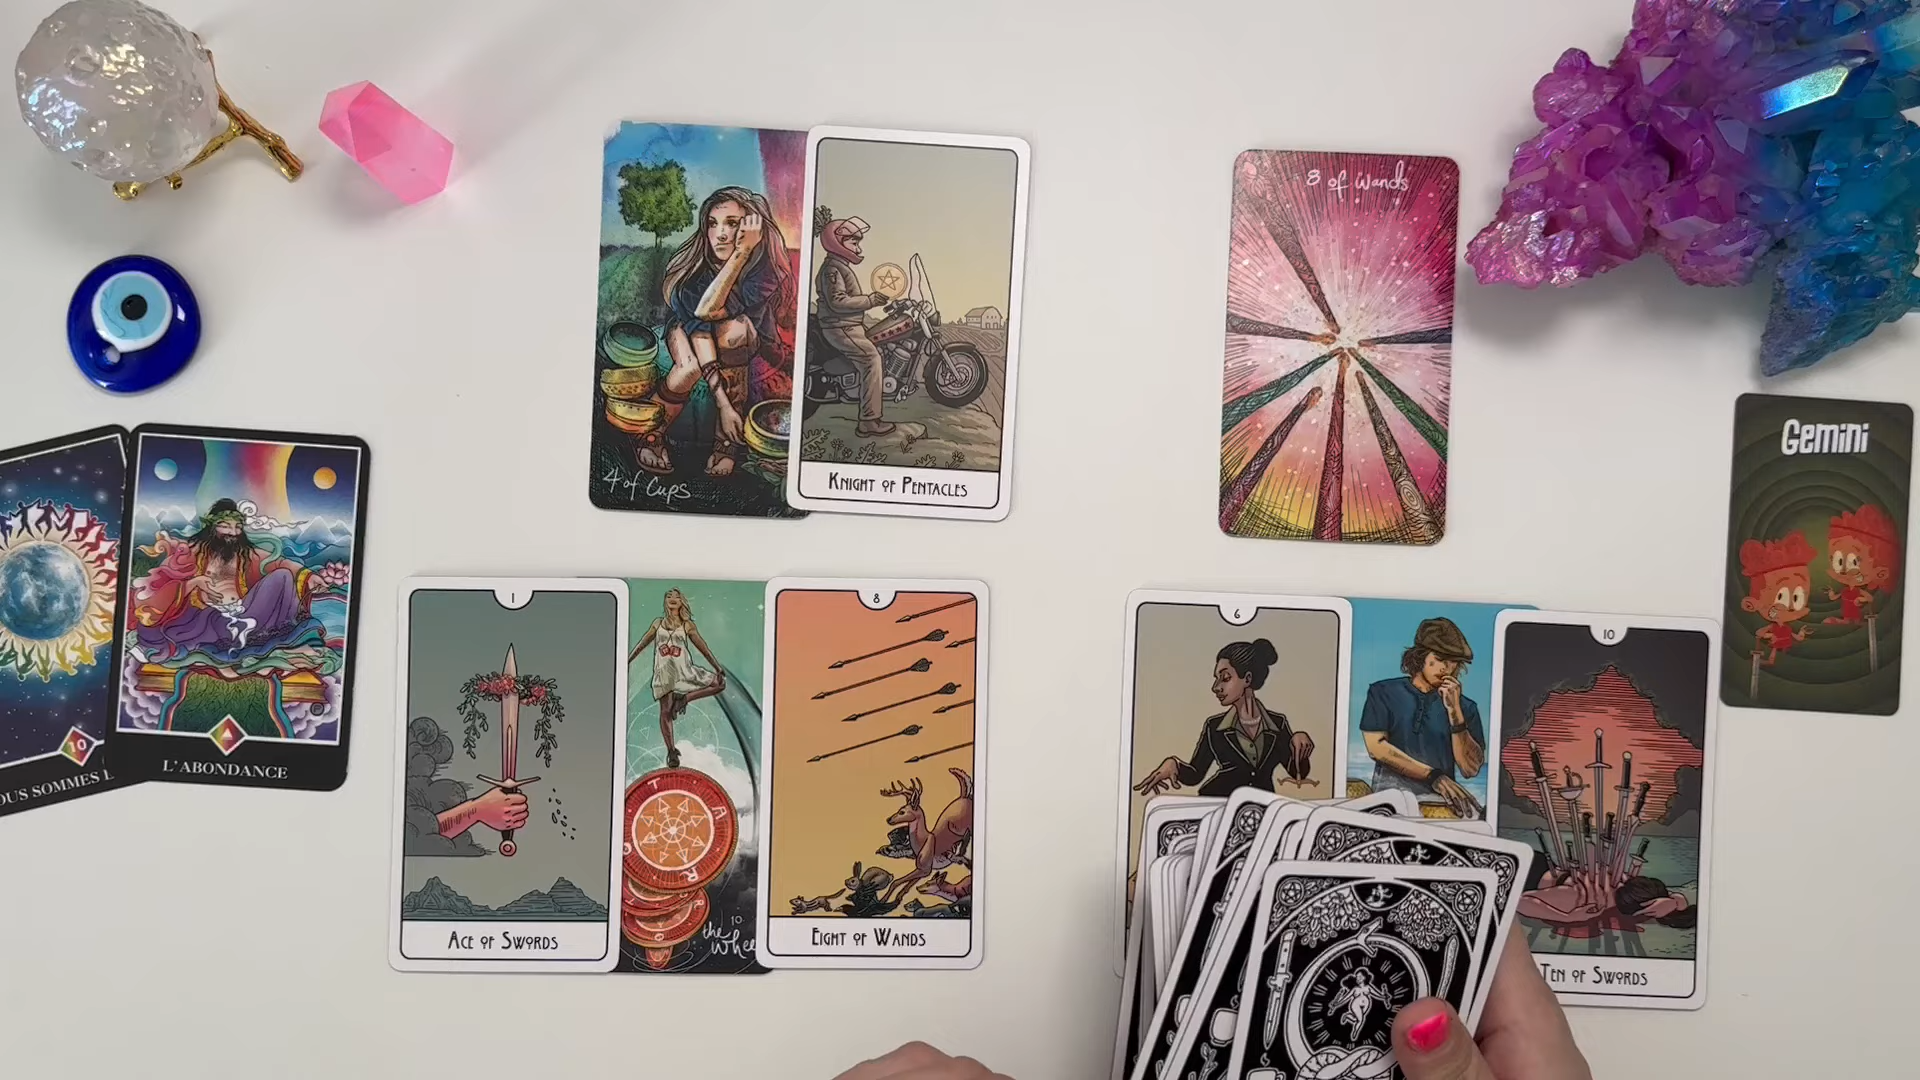 8 of wands
4 of Cups
KNIGHT OF PENTACLES
Gemini
10
L'ABONDANCE
1
ACE OF SWORDS
T A R O
10
the
8
EIGHT OF WANDS
6
10
TEN OF SWORDS